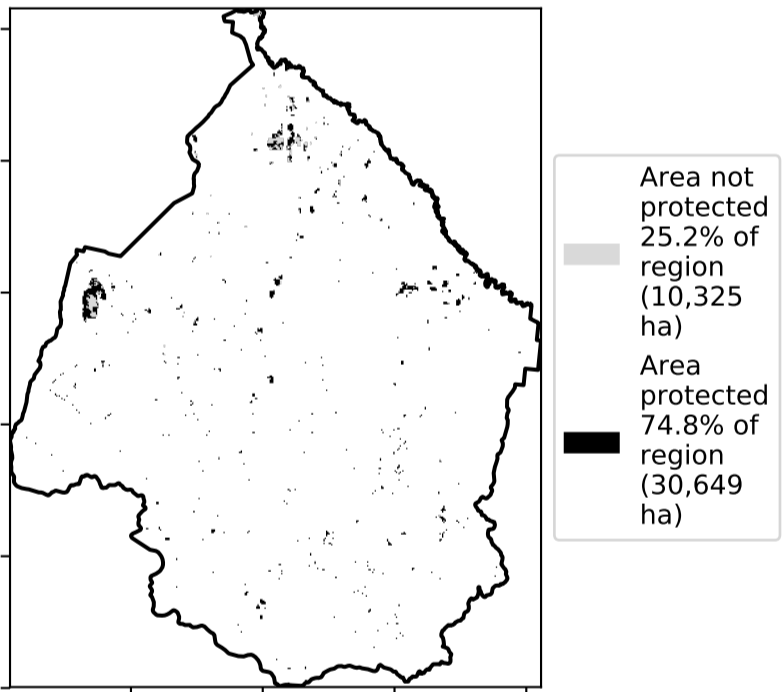 Area not
protected
25.2% of
region
(10,325
ha)
Area
protected
74.8% of
region
(30,649
ha)